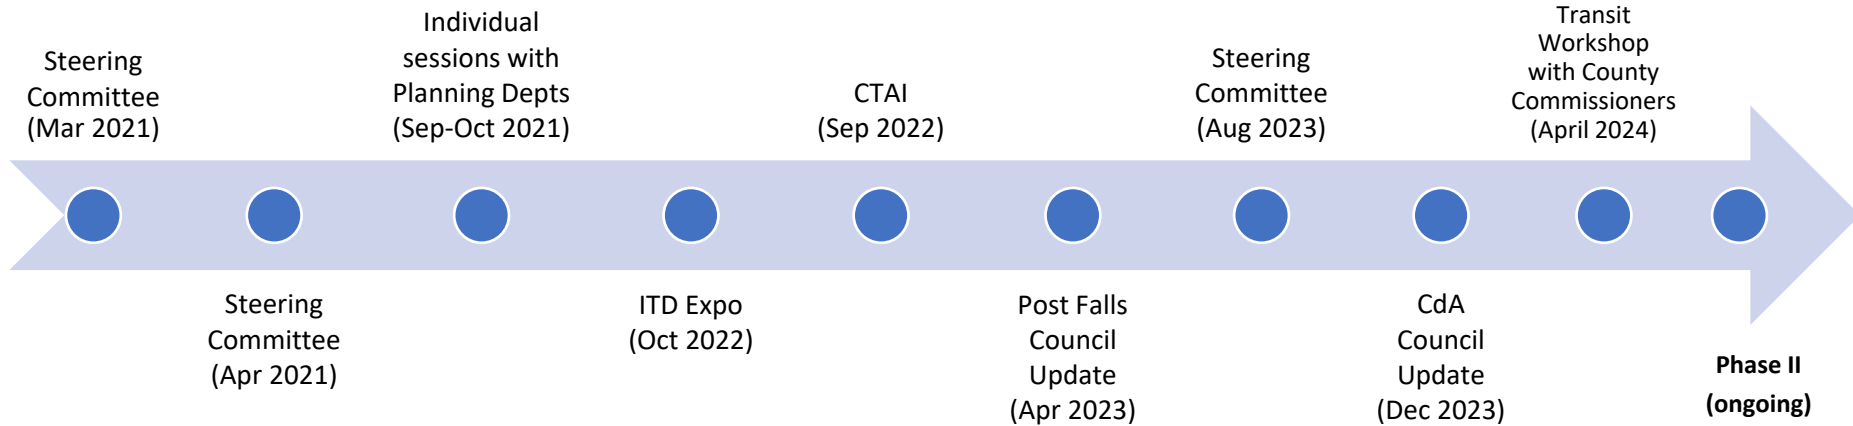 Steering
Committee
(Mar 2021)
Steering
Committee
(Apr 2021)
Individual
sessions with
Planning Depts
(Sep-Oct 2021)
ITD Expo
(Oct 2022)
CTAI
(Sep 2022)
Post Falls
Council
Update
(Apr 2023)
Steering
Committee
(Aug 2023)
CdA
Council
Update
(Dec 2023)
Transit
Workshop
with County
Commissioners
(April 2024)
Phase II
(ongoing)